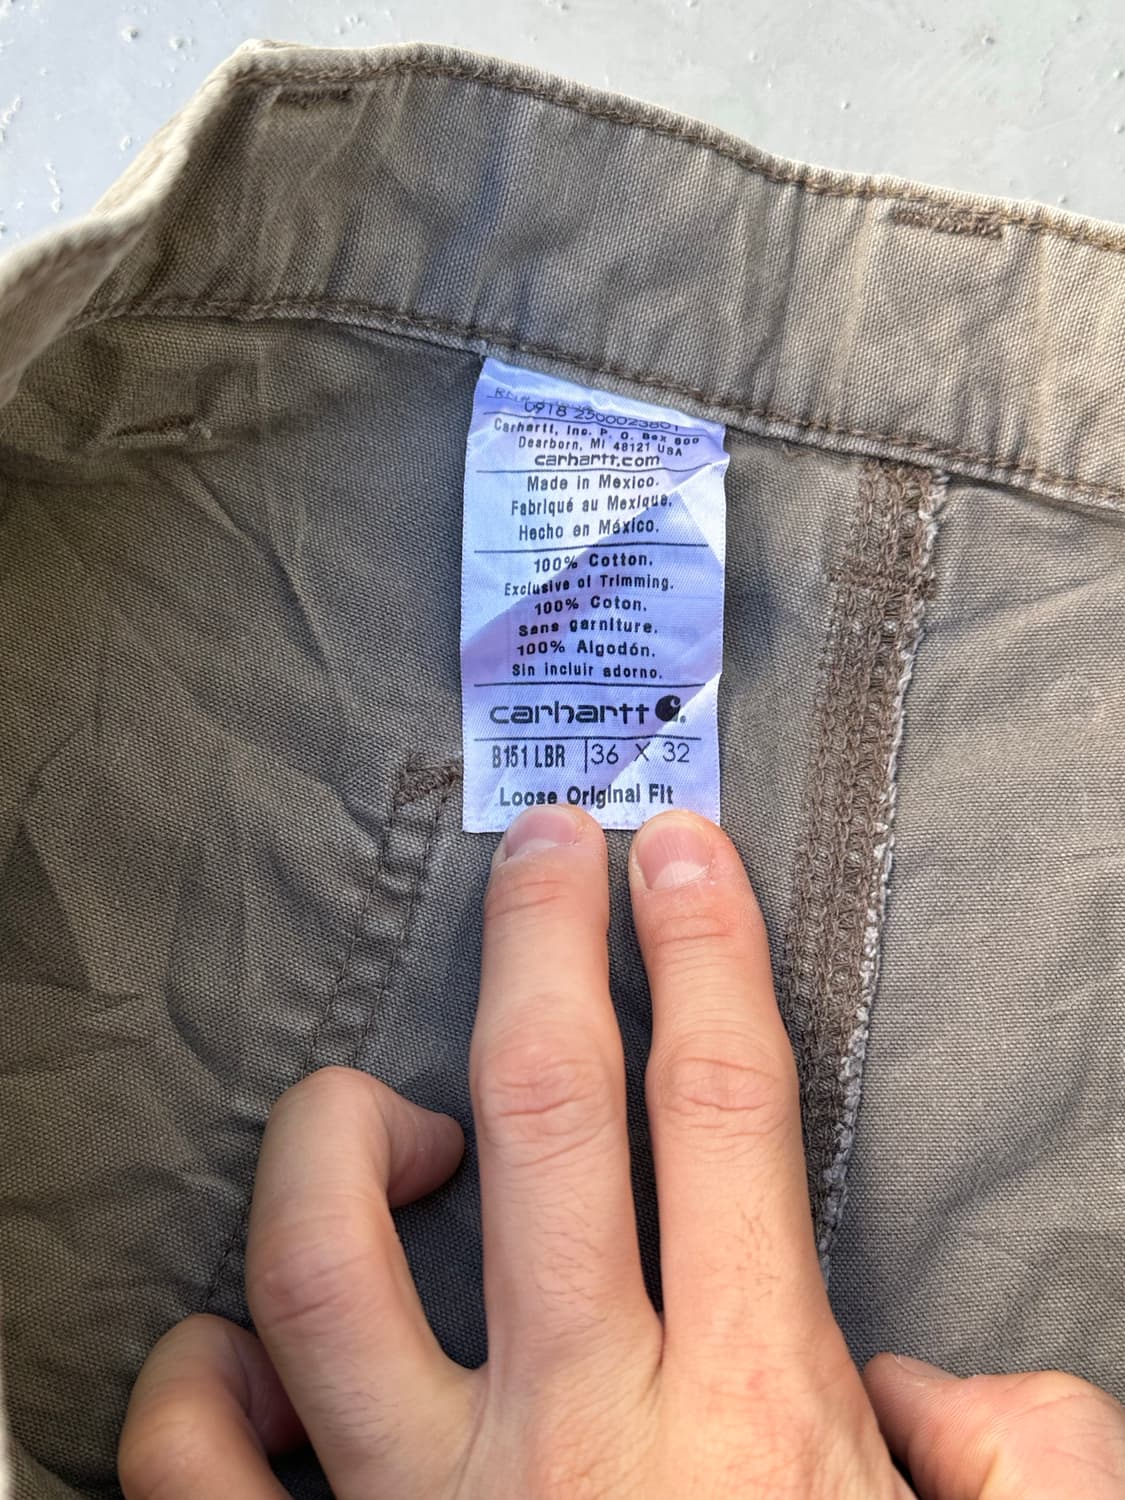 0918 2500023801
Carhartt, Inc. P. O. Box 600
Dearborn, MI 48121 USA
carhartt.com
Made in Mexico.
Fabriqué au Mexique.
Hecho en México.
100% Cotton.
Exclusive of Trimming.
100% Coton.
Sans garniture.
100% Algodón.
Sin incluir adorno.
carhartt
B151 LBR | 36 X 32
Loose Original Fit